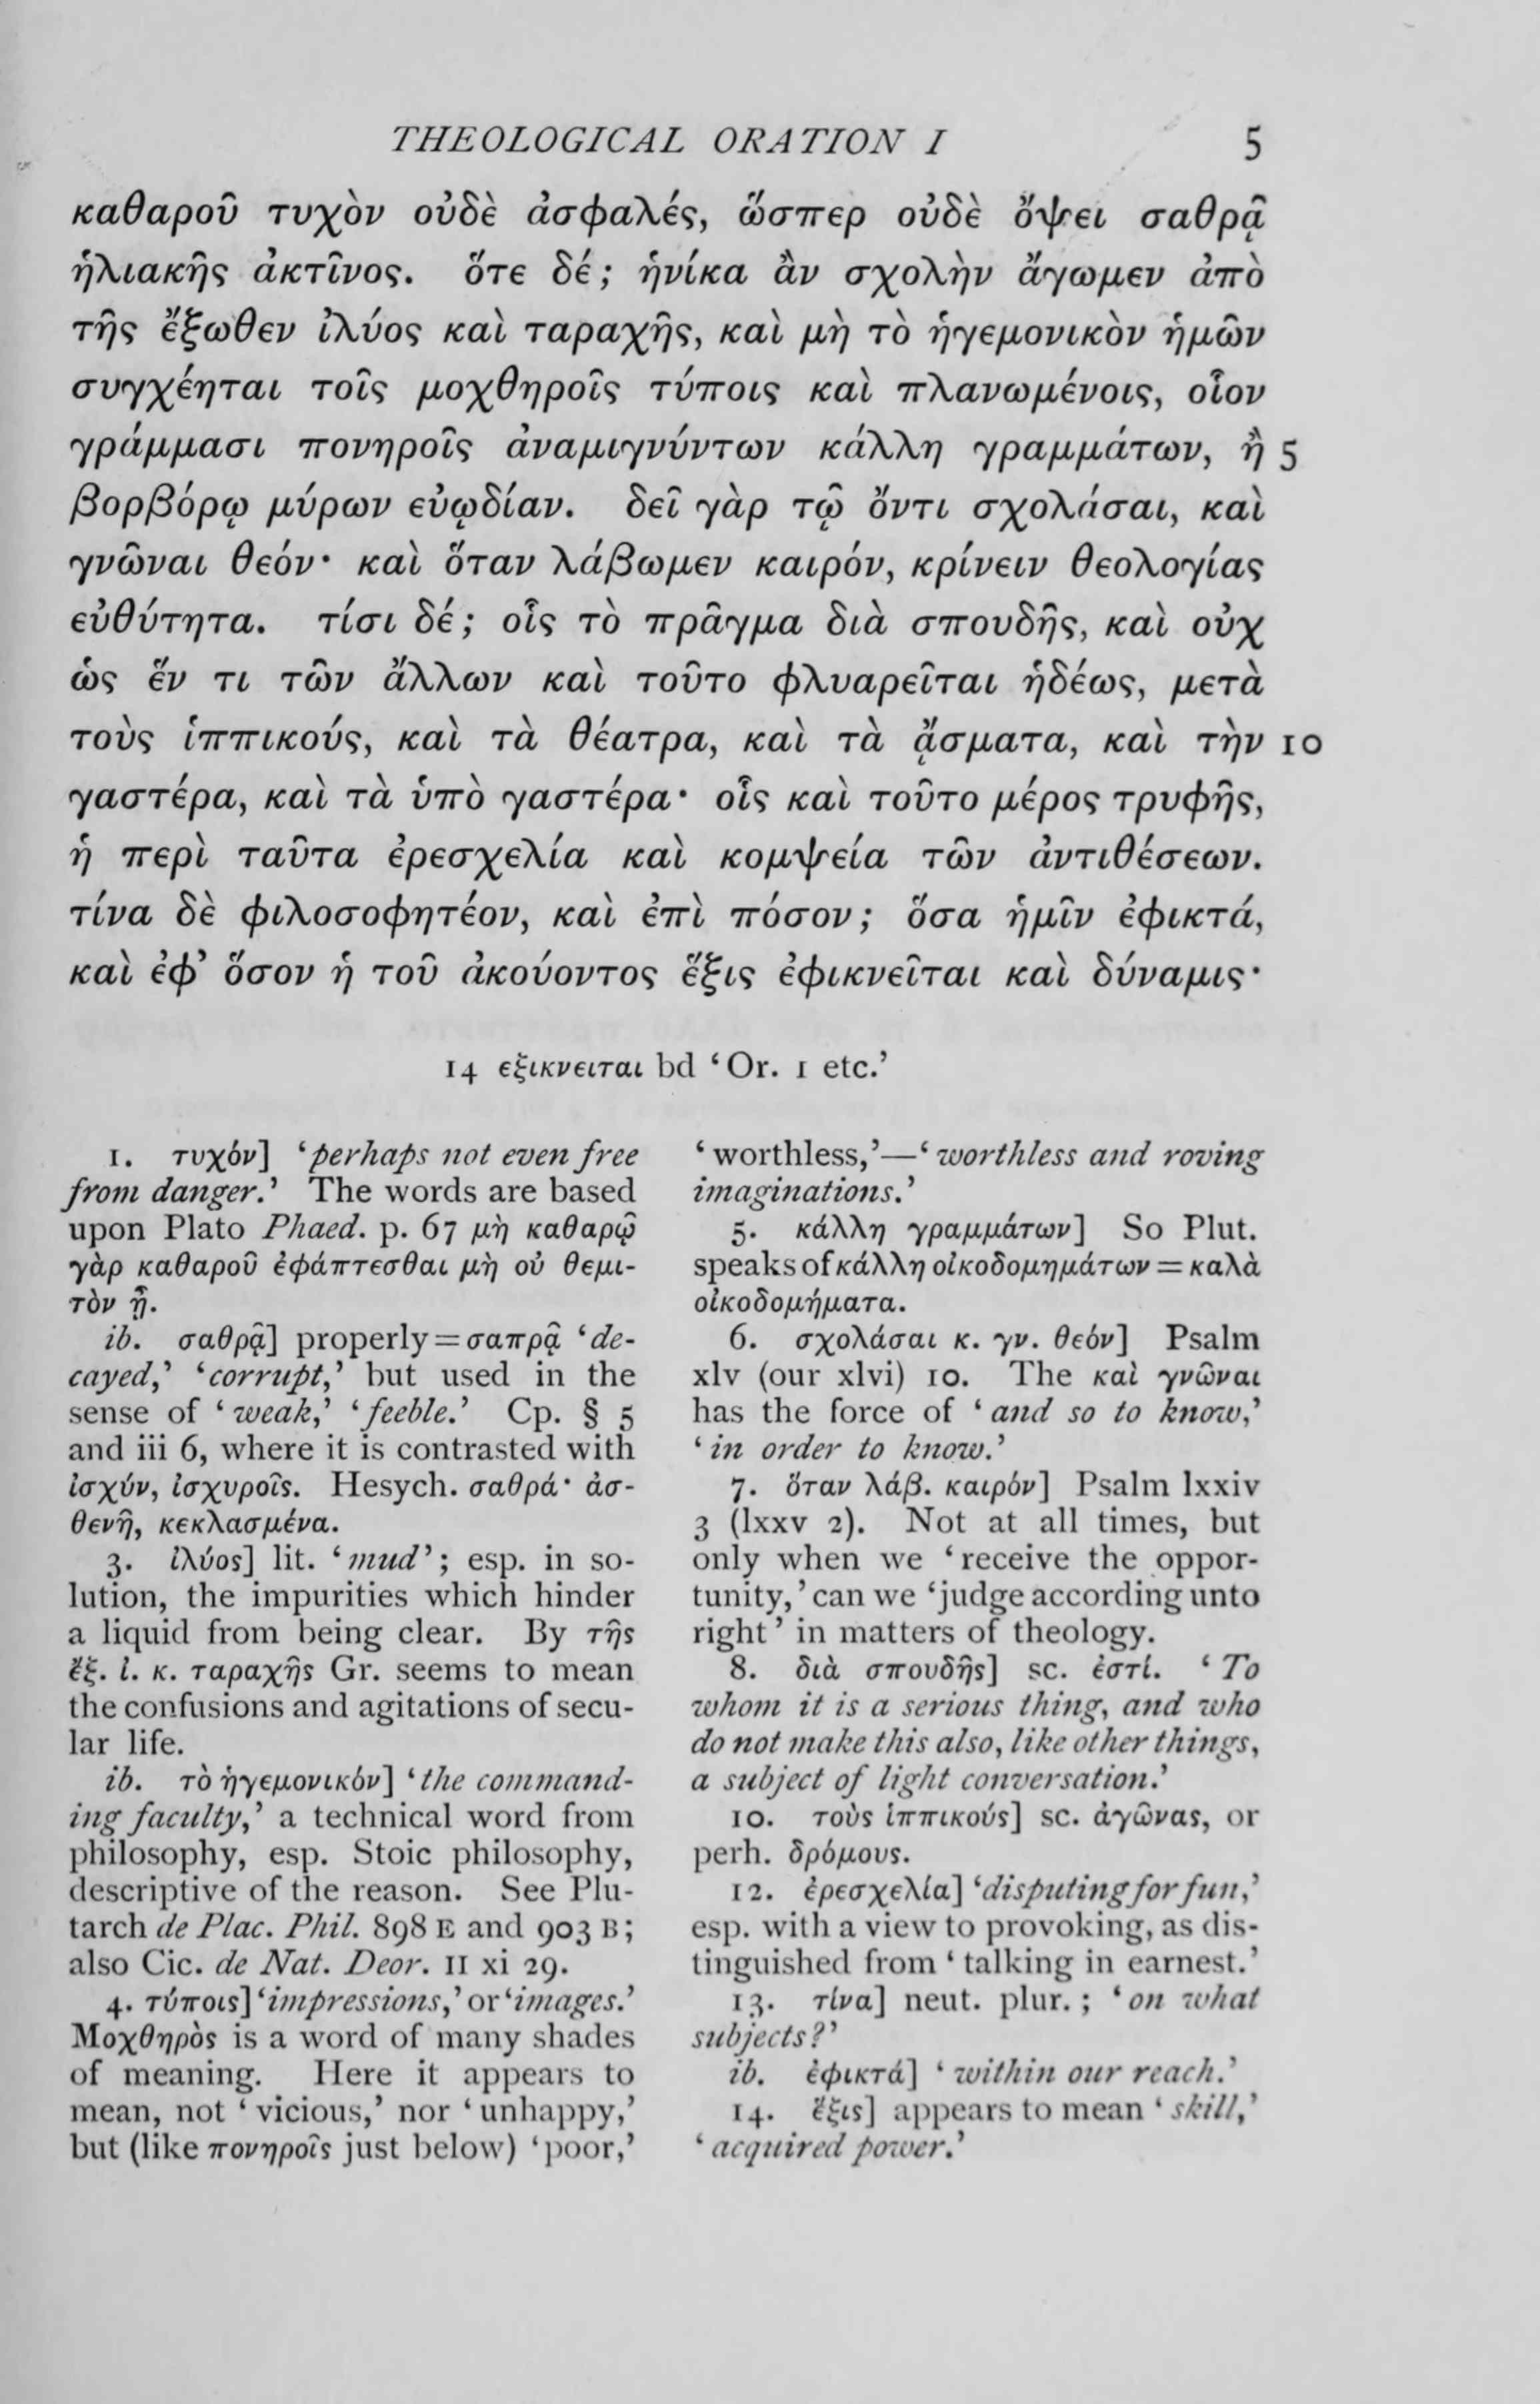 THEOLOGICAL ORATION I 5
καθαροῦ τυχὸν οὐδὲ ἀσφαλές, ὥσπερ οὐδὲ ὄψει σαθρᾷ
ἡλιακῆς ἀκτῖνος. ὅτε δέ; ἡνίκα ἂν σχολὴν ἄγωμεν ἀπὸ
τῆς ἔξωθεν ἰλύος καὶ ταραχῆς, καὶ μὴ τὸ ἡγεμονικὸν ἡμῶν
συγχέηται τοῖς μοχθηροῖς τύποις καὶ πλανωμένοις, οἷον
γράμμασι πονηροῖς ἀναμιγνύντων κάλλη γραμμάτων, ἢ 5
βορβόρῳ μύρων εὐῳδίαν. δεῖ γὰρ τῷ ὄντι σχολάσαι, καὶ
γνῶναι θεόν· καὶ ὅταν λάβωμεν καιρόν, κρίνειν θεολογίας
εὐθύτητα. τίσι δέ; οἷς τὸ πρᾶγμα διὰ σπουδῆς, καὶ οὐχ
ὡς ἕν τι τῶν ἄλλων καὶ τοῦτο φλυαρεῖται ἡδέως, μετὰ
τοὺς ἱππικούς, καὶ τὰ θέατρα, καὶ τὰ ᾄσματα, καὶ τὴν 10
γαστέρα, καὶ τὰ ὑπὸ γαστέρα· οἷς καὶ τοῦτο μέρος τρυφῆς,
ἡ περὶ ταῦτα ἐρεσχελία καὶ κομψεία τῶν ἀντιθέσεων.
τίνα δὲ φιλοσοφητέον, καὶ ἐπὶ πόσον; ὅσα ἡμῖν ἐφικτά,
καὶ ἐφ’ ὅσον ἡ τοῦ ἀκούοντος ἕξις ἐφικνεῖται καὶ δύναμις·
14 εξικνειται bd ‘Or. 1 etc.’
1. τυχόν] ‘perhaps not even free
from danger.’ The words are based
upon Plato Phaed. p. 67 μὴ καθαρῷ
γὰρ καθαροῦ ἐφάπτεσθαι μὴ οὐ θεμι-
τὸν ᾖ.
ib. σαθρᾷ] properly = σαπρᾷ ‘de-
cayed,’ ‘corrupt,’ but used in the
sense of ‘weak,’ ‘feeble.’ Cp. § 5
and iii 6, where it is contrasted with
ἰσχύν, ἰσχυροῖς. Hesych. σαθρά· ἀσ-
θενῆ, κεκλασμένα.
3. ἰλύος] lit. ‘mud’; esp. in so-
lution, the impurities which hinder
a liquid from being clear. By τῆς
ἔξ. ἰ. κ. ταραχῆς Gr. seems to mean
the confusions and agitations of secu-
lar life.
ib. τὸ ἡγεμονικόν] ‘the command-
ing faculty,’ a technical word from
philosophy, esp. Stoic philosophy,
descriptive of the reason. See Plu-
tarch de Plac. Phil. 898 E and 903 B;
also Cic. de Nat. Deor. II xi 29.
4. τύποις] ‘impressions,’ or ‘images.’
Μοχθηρὸς is a word of many shades
of meaning. Here it appears to
mean, not ‘vicious,’ nor ‘unhappy,’
but (like πονηροῖς just below) ‘poor,’
‘worthless,’—‘worthless and roving
imaginations.’
5. κάλλη γραμμάτων] So Plut.
speaks of κάλλη οἰκοδομημάτων = καλὰ
οἰκοδομήματα.
6. σχολάσαι κ. γν. θεόν] Psalm
xlv (our xlvi) 10. The καὶ γνῶναι
has the force of ‘and so to know,’
‘in order to know.’
7. ὅταν λάβ. καιρόν] Psalm lxxiv
3 (lxxv 2). Not at all times, but
only when we ‘receive the oppor-
tunity,’ can we ‘judge according unto
right’ in matters of theology.
8. διὰ σπουδῆς] sc. ἐστί. ‘To
whom it is a serious thing, and who
do not make this also, like other things,
a subject of light conversation.’
10. τοὺς ἱππικούς] sc. ἀγῶνας, or
perh. δρόμους.
12. ἐρεσχελία] ‘disputing for fun,’
esp. with a view to provoking, as dis-
tinguished from ‘talking in earnest.’
13. τίνα] neut. plur.; ‘on what
subjects?’
ib. ἐφικτά] ‘within our reach.’
14. ἕξις] appears to mean ‘skill,’
‘acquired power.’